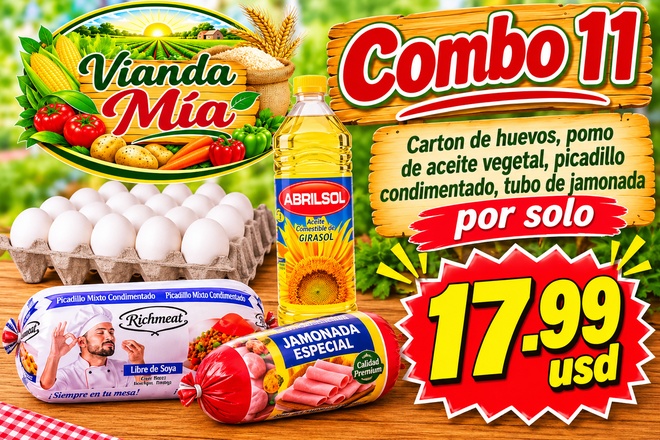 Vianda
Mía
Combo 11
Carton de huevos, pomo
de aceite vegetal, picadillo
condimentado, tubo de jamonada
por solo
17.99
usd
ABRILSOL
Aceite
Comestible de
GIRASOL
Picadillo Mixto Condimentado
Picadillo Mixto Condimentado
Richmeat
Libre de Soya
¡Siempre en tu mesa!
JAMONADA
ESPECIAL
Calidad
Premium